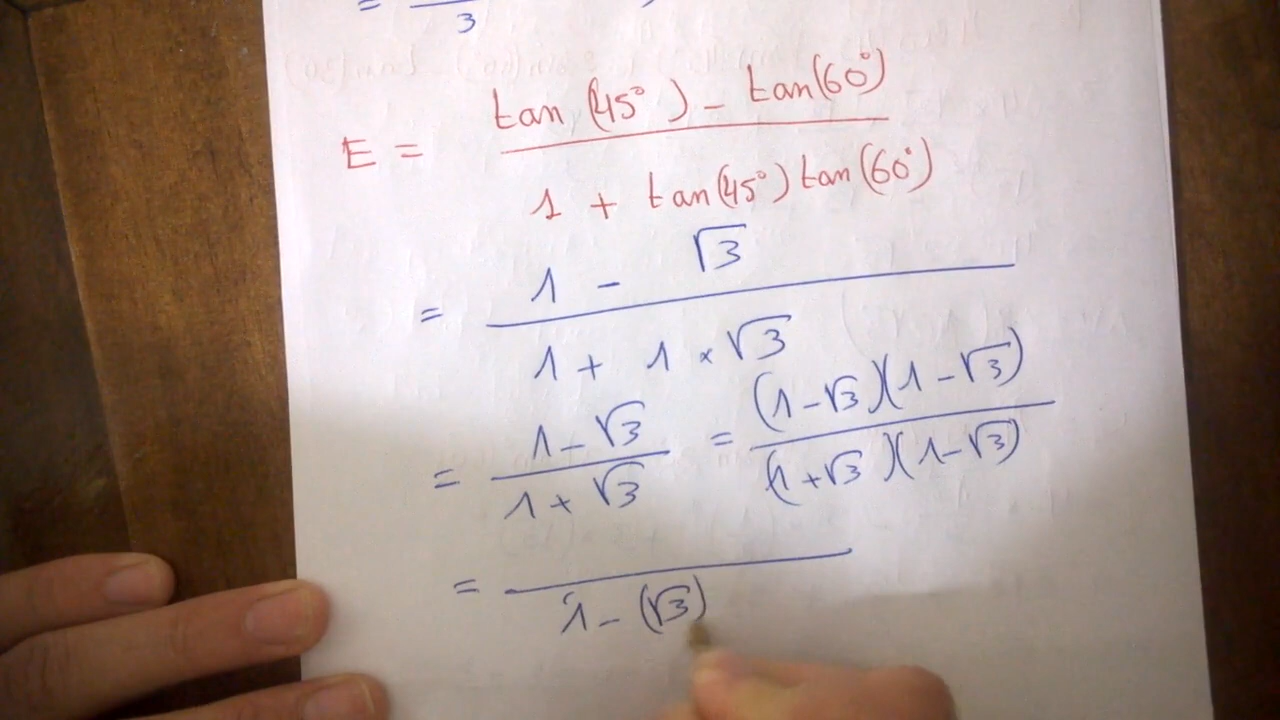 = — 3
E = (tan(45°) - tan(60°)) / (1 + tan(45°) tan(60°))
= (1 - √3) / (1 + 1 × √3)
= (1 - √3) / (1 + √3) = ((1 - √3)(1 - √3)) / ((1 + √3)(1 - √3))
= — 1 - (√3)